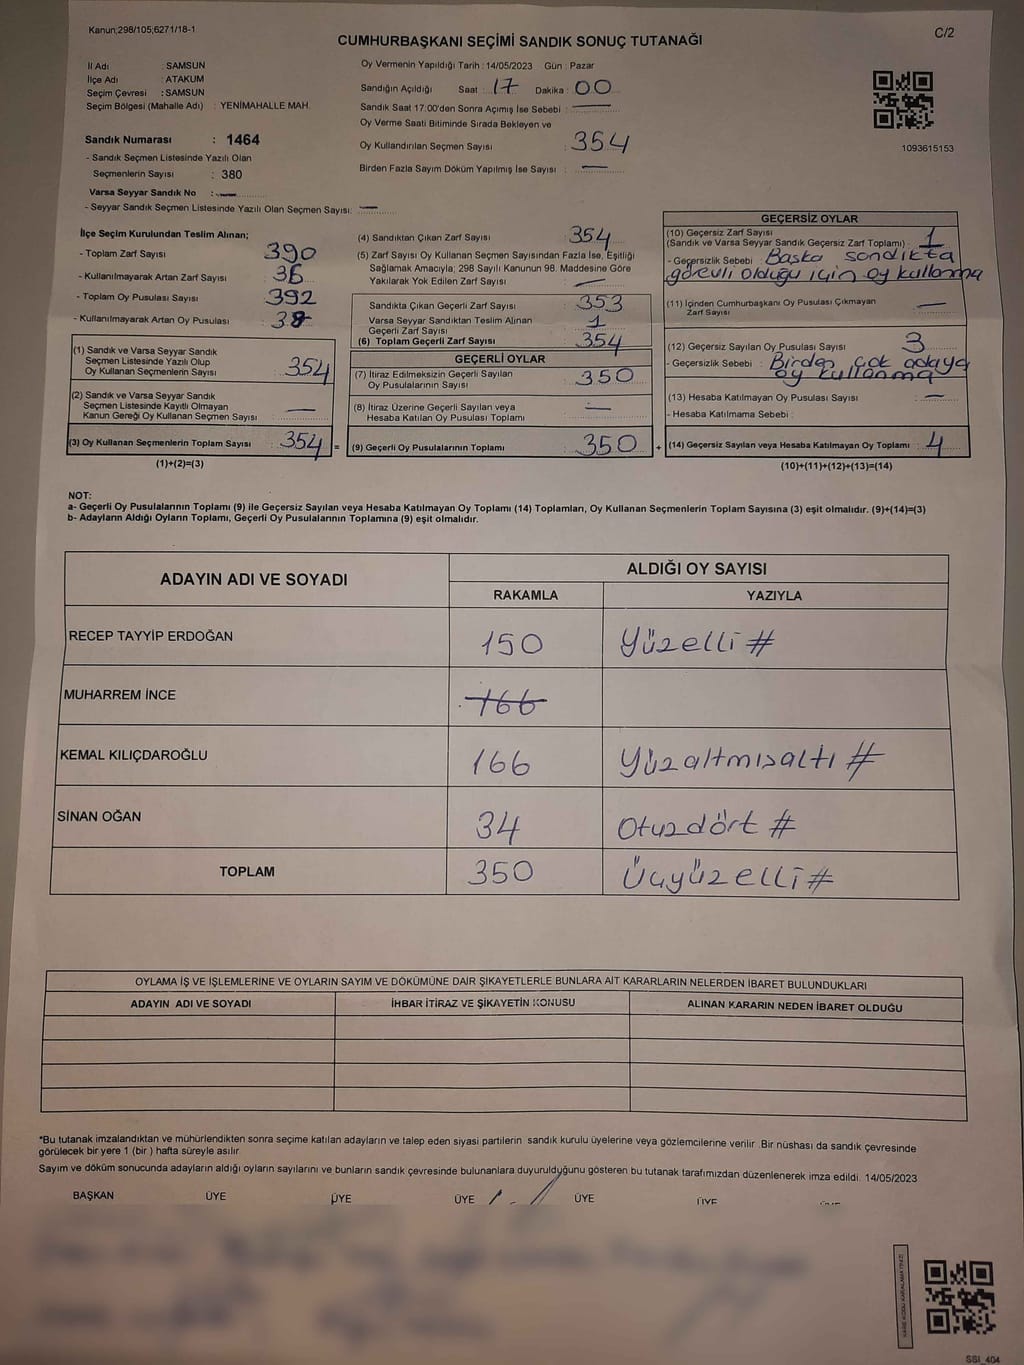 Kanun;298/105;6271/18-1
C/2
CUMHURBAŞKANI SEÇİMİ SANDIK SONUÇ TUTANAĞI
İl Adı : SAMSUN
İlçe Adı : ATAKUM
Seçim Çevresi : SAMSUN
Seçim Bölgesi (Mahalle Adı) : YENİMAHALLE MAH.
Sandık Numarası : 1464
- Sandık Seçmen Listesinde Yazılı Olan
Seçmenlerin Sayısı : 380
Varsa Seyyar Sandık No : —
- Seyyar Sandık Seçmen Listesinde Yazılı Olan Seçmen Sayısı: —
Oy Vermenin Yapıldığı Tarih : 14/05/2023 Gün : Pazar
Sandığın Açıldığı Saat : 17 Dakika : 00
Sandık Saat 17:00'den Sonra Açımış İse Sebebi : —
Oy Verme Saati Bitiminde Sırada Bekleyen ve
Oy Kullandırılan Seçmen Sayısı : 354
Birden Fazla Sayım Döküm Yapılmış İse Sayısı : —
1093615153
İlçe Seçim Kurulundan Teslim Alınan;
- Toplam Zarf Sayısı : 390
- Kullanılmayarak Artan Zarf Sayısı : 36
- Toplam Oy Pusulası Sayısı : 392
- Kullanılmayarak Artan Oy Pusulası : 38
(1) Sandık ve Varsa Seyyar Sandık
Seçmen Listesinde Yazılı Olup
Oy Kullanan Seçmenlerin Sayısı : 354
(2) Sandık ve Varsa Seyyar Sandık
Seçmen Listesinde Kayıtlı Olmayan
Kanun Gereği Oy Kullanan Seçmen Sayısı : —
(3) Oy Kullanan Seçmenlerin Toplam Sayısı : 354 =
(1)+(2)=(3)
(4) Sandıktan Çıkan Zarf Sayısı : 354
(5) Zarf Sayısı Oy Kullanan Seçmen Sayısından Fazla İse, Eşitliği
Sağlamak Amacıyla; 298 Sayılı Kanunun 98. Maddesine Göre
Yakılarak Yok Edilen Zarf Sayısı : —
Sandıkta Çıkan Geçerli Zarf Sayısı : 353
Varsa Seyyar Sandıktan Teslim Alınan
Geçerli Zarf Sayısı : 1
(6) Toplam Geçerli Zarf Sayısı : 354
GEÇERLİ OYLAR
(7) İtiraz Edilmeksizin Geçerli Sayılan
Oy Pusulalarının Sayısı : 350
(8) İtiraz Üzerine Geçerli Sayılan veya
Hesaba Katılan Oy Pusulası Toplamı : —
(9) Geçerli Oy Pusulalarının Toplamı : 350 +
GEÇERSİZ OYLAR
(10) Geçersiz Zarf Sayısı
(Sandık ve Varsa Seyyar Sandık Geçersiz Zarf Toplamı) : 1
- Geçersizlik Sebebi : Başka sandıkta
görevli olduğu için oy kullanma
(11) İçinden Cumhurbaşkanı Oy Pusulası Çıkmayan
Zarf Sayısı : —
(12) Geçersiz Sayılan Oy Pusulası Sayısı : 3
- Geçersizlik Sebebi : Birden çok adaya
oy kullanma
(13) Hesaba Katılmayan Oy Pusulası Sayısı : —
- Hesaba Katılmama Sebebi :
(14) Geçersiz Sayılan veya Hesaba Katılmayan Oy Toplamı : 4
(10)+(11)+(12)+(13)=(14)
NOT:
a- Geçerli Oy Pusulalarının Toplamı (9) ile Geçersiz Sayılan veya Hesaba Katılmayan Oy Toplamı (14) Toplamları, Oy Kullanan Seçmenlerin Toplam Sayısına (3) eşit olmalıdır. (9)+(14)=(3)
b- Adayların Aldığı Oyların Toplamı, Geçerli Oy Pusulalarının Toplamına (9) eşit olmalıdır.
ADAYIN ADI VE SOYADI
ALDIĞI OY SAYISI
RAKAMLA YAZIYLA
RECEP TAYYİP ERDOĞAN 150 Yüzelli #
MUHARREM İNCE 166
KEMAL KILIÇDAROĞLU 166 Yüzaltmışaltı #
SİNAN OĞAN 34 Otuzdört #
TOPLAM 350 Üçyüzelli #
OYLAMA İŞ VE İŞLEMLERİNE VE OYLARIN SAYIM VE DÖKÜMÜNE DAİR ŞİKAYETLERLE BUNLARA AİT KARARLARIN NELERDEN İBARET BULUNDUKLARI
ADAYIN ADI VE SOYADI İHBAR İTİRAZ VE ŞİKAYETİN KONUSU ALINAN KARARIN NEDEN İBARET OLDUĞU
*Bu tutanak imzalandıktan ve mühürlendikten sonra seçime katılan adayların ve talep eden siyasi partilerin sandık kurulu üyelerine veya gözlemcilerine verilir. Bir nüshası da sandık çevresinde
görülecek bir yere 1 (bir) hafta süreyle asılır.
Sayım ve döküm sonucunda adayların aldığı oyların sayılarını ve bunların sandık çevresinde bulunanlara duyurulduğunu gösteren bu tutanak tarafımızdan düzenlenerek imza edildi. 14/05/2023
BAŞKAN ÜYE ÜYE ÜYE ÜYE ÜYE
SSI_404